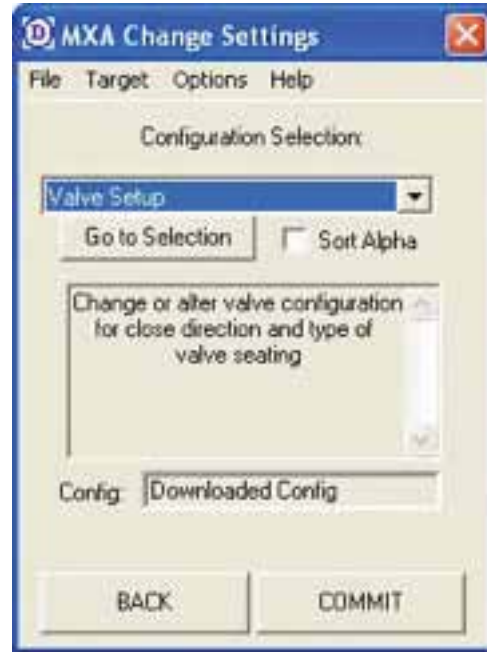 MXA Change Settings
File Target Options Help
Configuration Selection:
Valve Setup
Go to Selection Sort Alpha
Change or alter valve configuration
for close direction and type of
valve seating
Config: Downloaded Config
BACK COMMIT